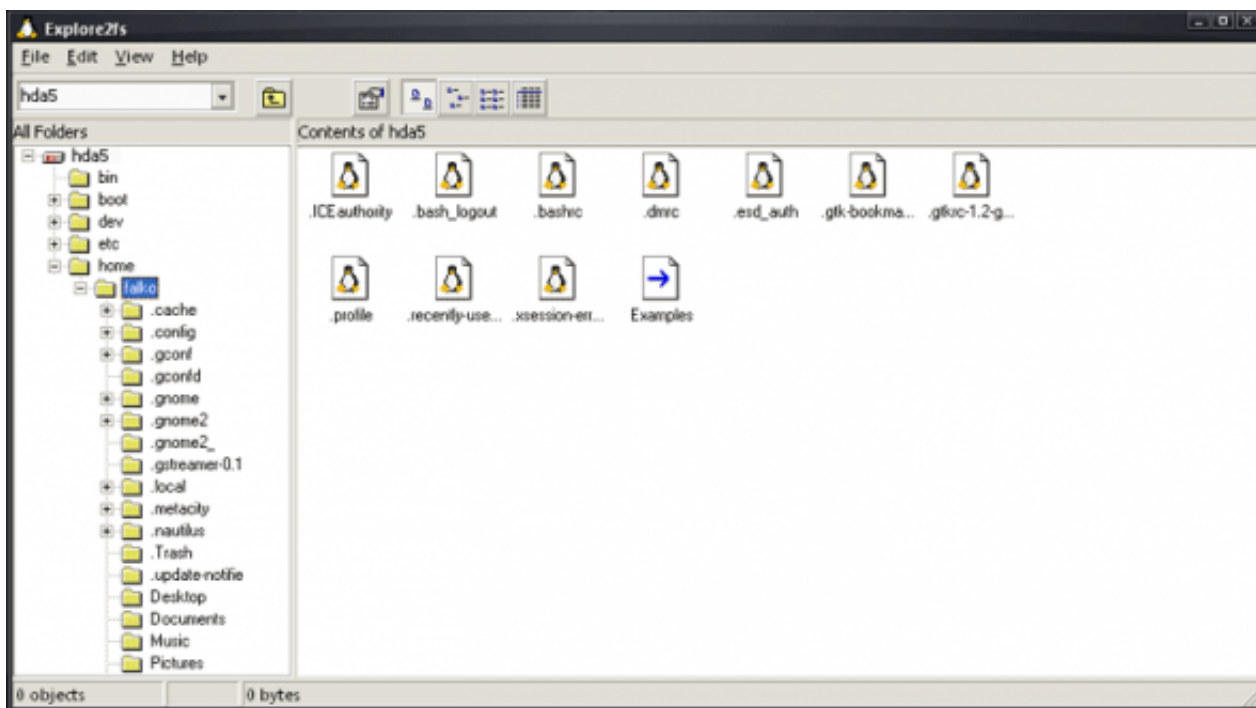 Explore2fs
File Edit View Help
hda5
All Folders
Contents of hda5
hda5
bin
boot
dev
etc
home
falko
.cache
.config
.gconf
.gconfd
.gnome
.gnome2
.gnome2_
.gstreamer-0.1
.local
.metacity
.nautilus
.Trash
.update-notifie
Desktop
Documents
Music
Pictures
.ICEauthority .bash_logout .bashrc .dmrc .esd_auth .gtk-bookma... .gtkrc-1.2-g...
.profile .recently-use... .xsession-err... Examples
0 objects 0 bytes